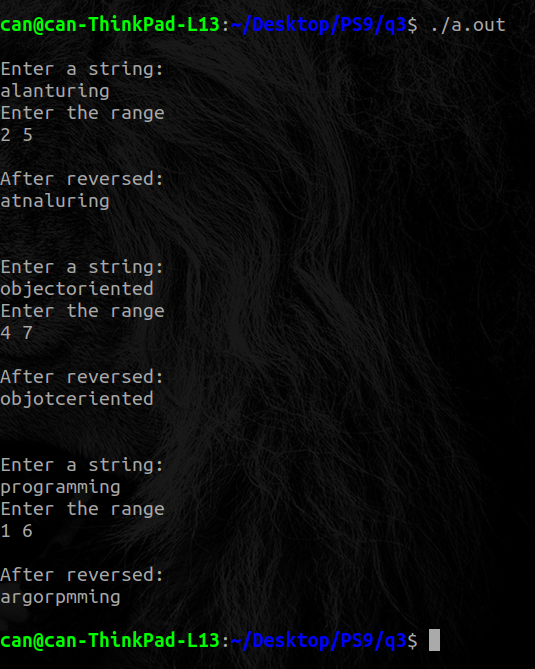 can@can-ThinkPad-L13:~/Desktop/PS9/q3$ ./a.out
Enter a string:
alanturing
Enter the range
2 5
After reversed:
atnaluring
Enter a string:
objectoriented
Enter the range
4 7
After reversed:
objotceriented
Enter a string:
programming
Enter the range
1 6
After reversed:
argorpmming
can@can-ThinkPad-L13:~/Desktop/PS9/q3$